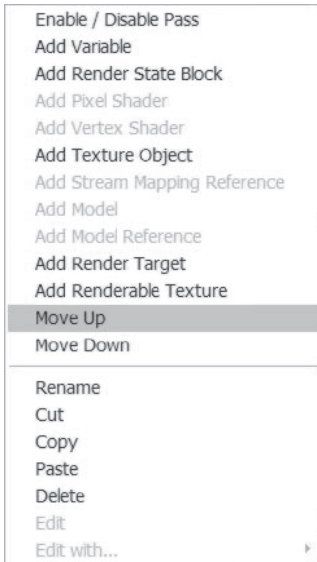 Enable / Disable Pass
Add Variable
Add Render State Block
Add Pixel Shader
Add Vertex Shader
Add Texture Object
Add Stream Mapping Reference
Add Model
Add Model Reference
Add Render Target
Add Renderable Texture
Move Up
Move Down
Rename
Cut
Copy
Paste
Delete
Edit
Edit with...